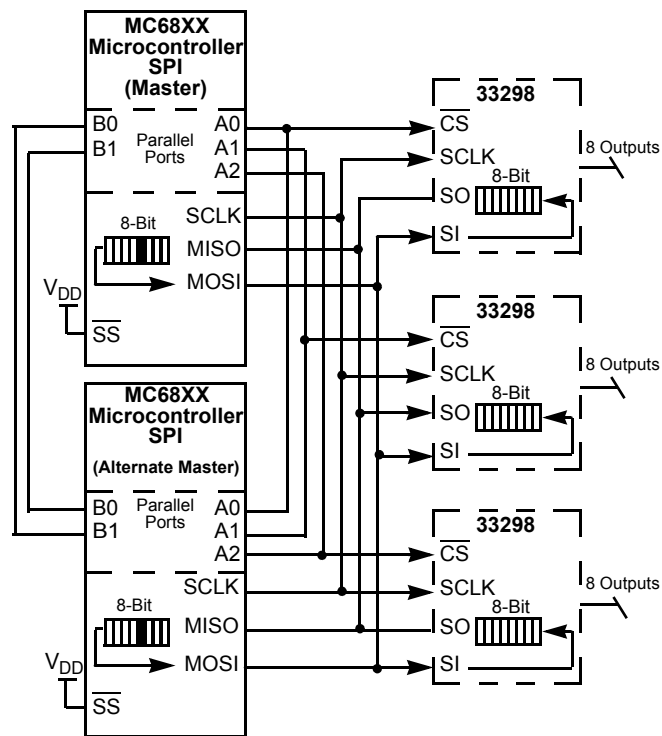 MC68XX
Microcontroller
SPI
(Master)
B0
B1
Parallel
Ports
A0
A1
A2
8-Bit
SCLK
MISO
MOSI
VDD
SS
33298
CS
SCLK
SO
8-Bit
SI
8 Outputs
33298
CS
SCLK
SO
8-Bit
SI
8 Outputs
MC68XX
Microcontroller
SPI
(Alternate Master)
B0
B1
Parallel
Ports
A0
A1
A2
8-Bit
SCLK
MISO
MOSI
VDD
SS
33298
CS
SCLK
SO
8-Bit
SI
8 Outputs